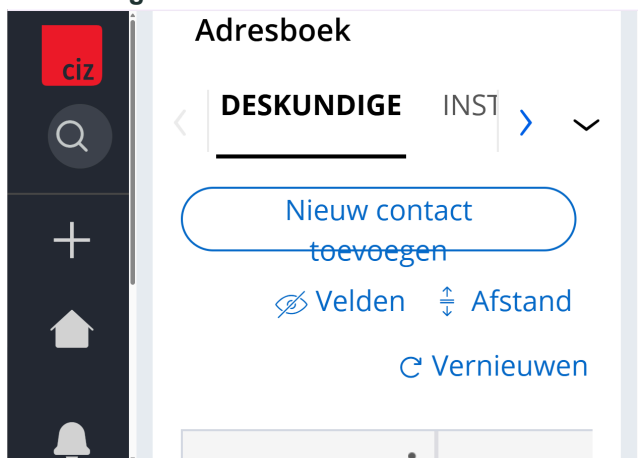 ciz
Adresboek
DESKUNDIGE INST
Nieuw contact
toevoegen
Velden Afstand
Vernieuwen